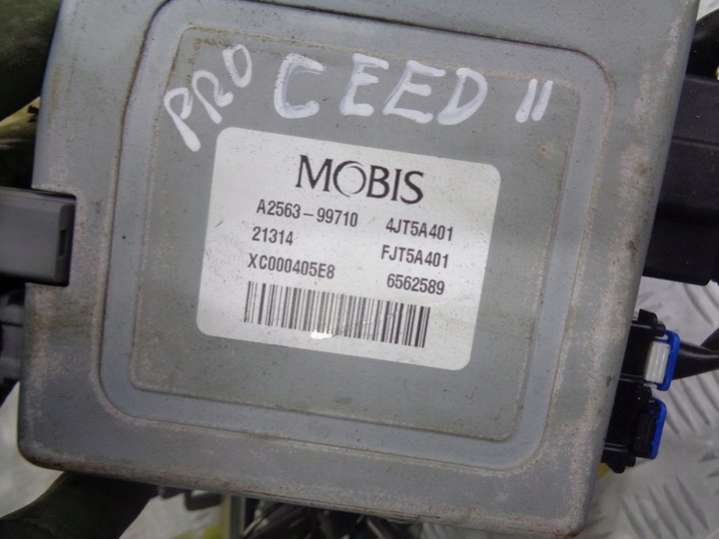 PRO CEED II
MOBIS
A2563-99710 4JT5A401
21314 FJT5A401
XC000405E8 6562589